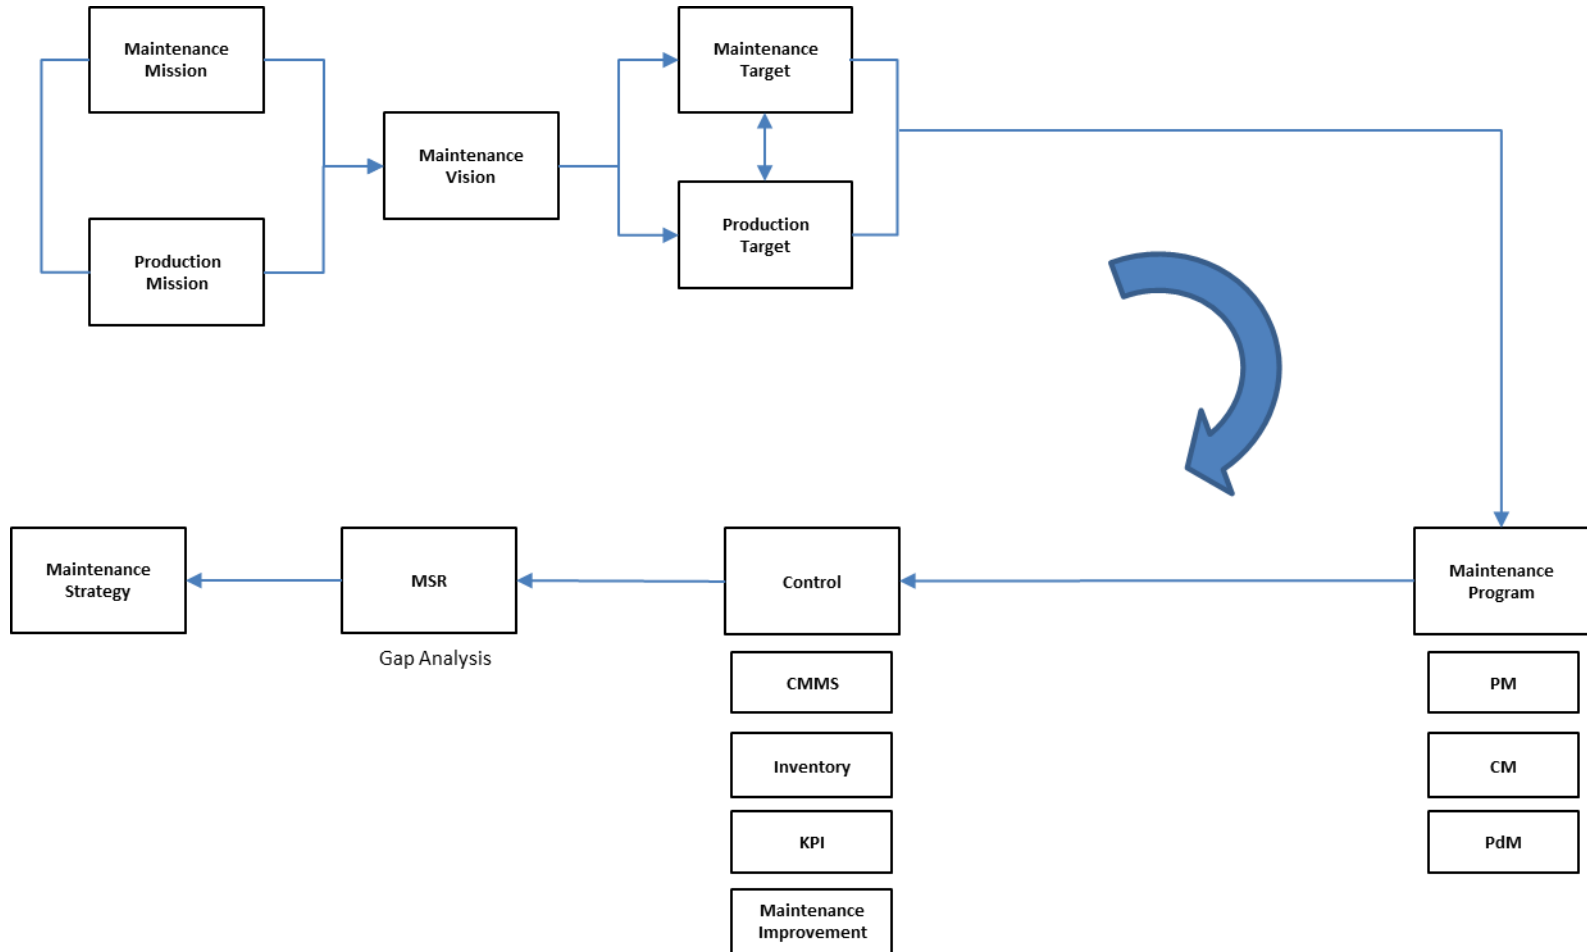 Maintenance
Mission
Maintenance
Target
Maintenance
Vision
Production
Target
Production
Mission
Maintenance
Strategy
MSR
Control
Maintenance
Program
Gap Analysis
CMMS
PM
Inventory
CM
KPI
PdM
Maintenance
Improvement